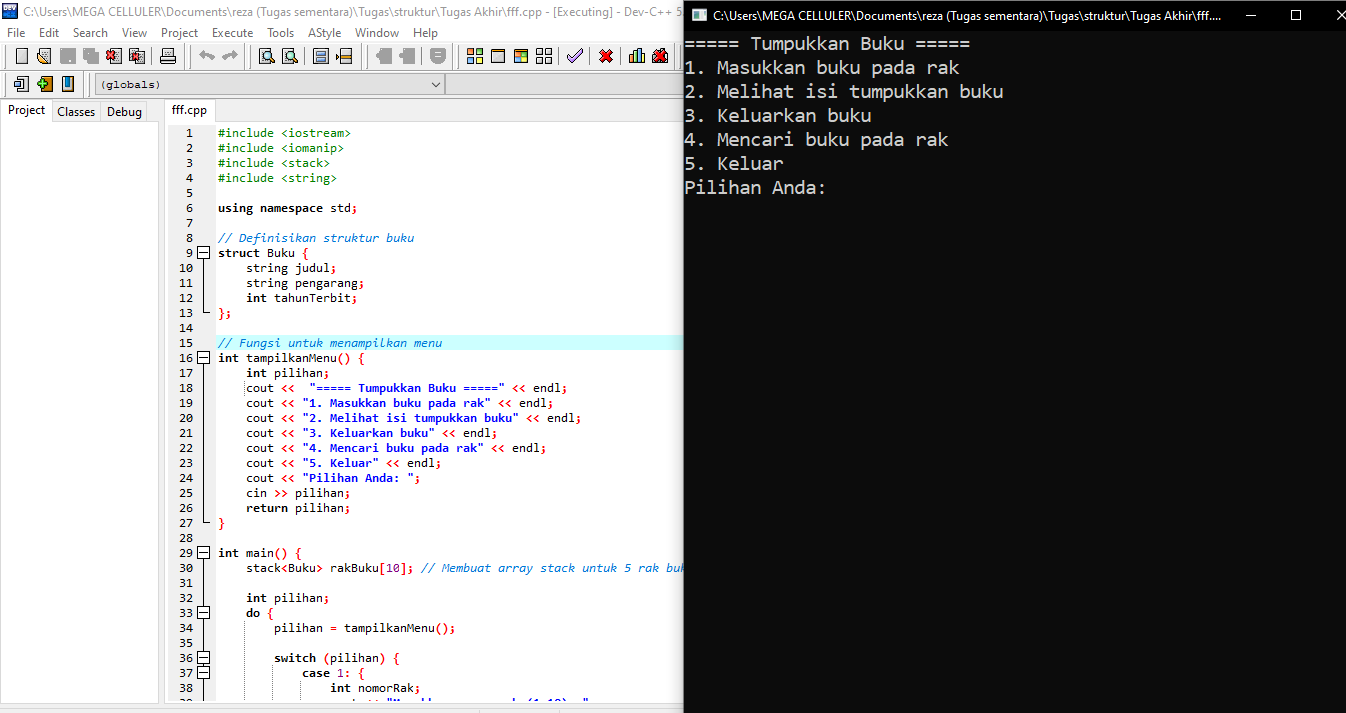 C:\Users\MEGA CELLULER\Documents\reza (Tugas sementara)\Tugas\struktur\Tugas Akhir\fff.cpp - [Executing] - Dev-C++ 5
File Edit Search View Project Execute Tools AStyle Window Help
(globals)
Project Classes Debug
fff.cpp
1 #include <iostream>
2 #include <iomanip>
3 #include <stack>
4 #include <string>
5
6 using namespace std;
7
8 // Definisikan struktur buku
9 struct Buku {
10 string judul;
11 string pengarang;
12 int tahunTerbit;
13 };
14
15 // Fungsi untuk menampilkan menu
16 int tampilkanMenu() {
17 int pilihan;
18 cout <<  "===== Tumpukkan Buku =====" << endl;
19 cout << "1. Masukkan buku pada rak" << endl;
20 cout << "2. Melihat isi tumpukkan buku" << endl;
21 cout << "3. Keluarkan buku" << endl;
22 cout << "4. Mencari buku pada rak" << endl;
23 cout << "5. Keluar" << endl;
24 cout << "Pilihan Anda: ";
25 cin >> pilihan;
26 return pilihan;
27 }
28
29 int main() {
30 stack<Buku> rakBuku[10]; // Membuat array stack untuk 5 rak
31
32 int pilihan;
33 do {
34 pilihan = tampilkanMenu();
35
36 switch (pilihan) {
37 case 1: {
38 int nomorRak;
C:\Users\MEGA CELLULER\Documents\reza (Tugas sementara)\Tugas\struktur\Tugas Akhir\fff....
===== Tumpukkan Buku =====
1. Masukkan buku pada rak
2. Melihat isi tumpukkan buku
3. Keluarkan buku
4. Mencari buku pada rak
5. Keluar
Pilihan Anda: